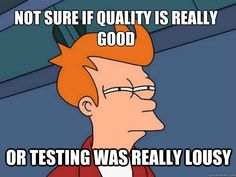 NOT SURE IF QUALITY IS REALLY
GOOD
OR TESTING WAS REALLY LOUSY